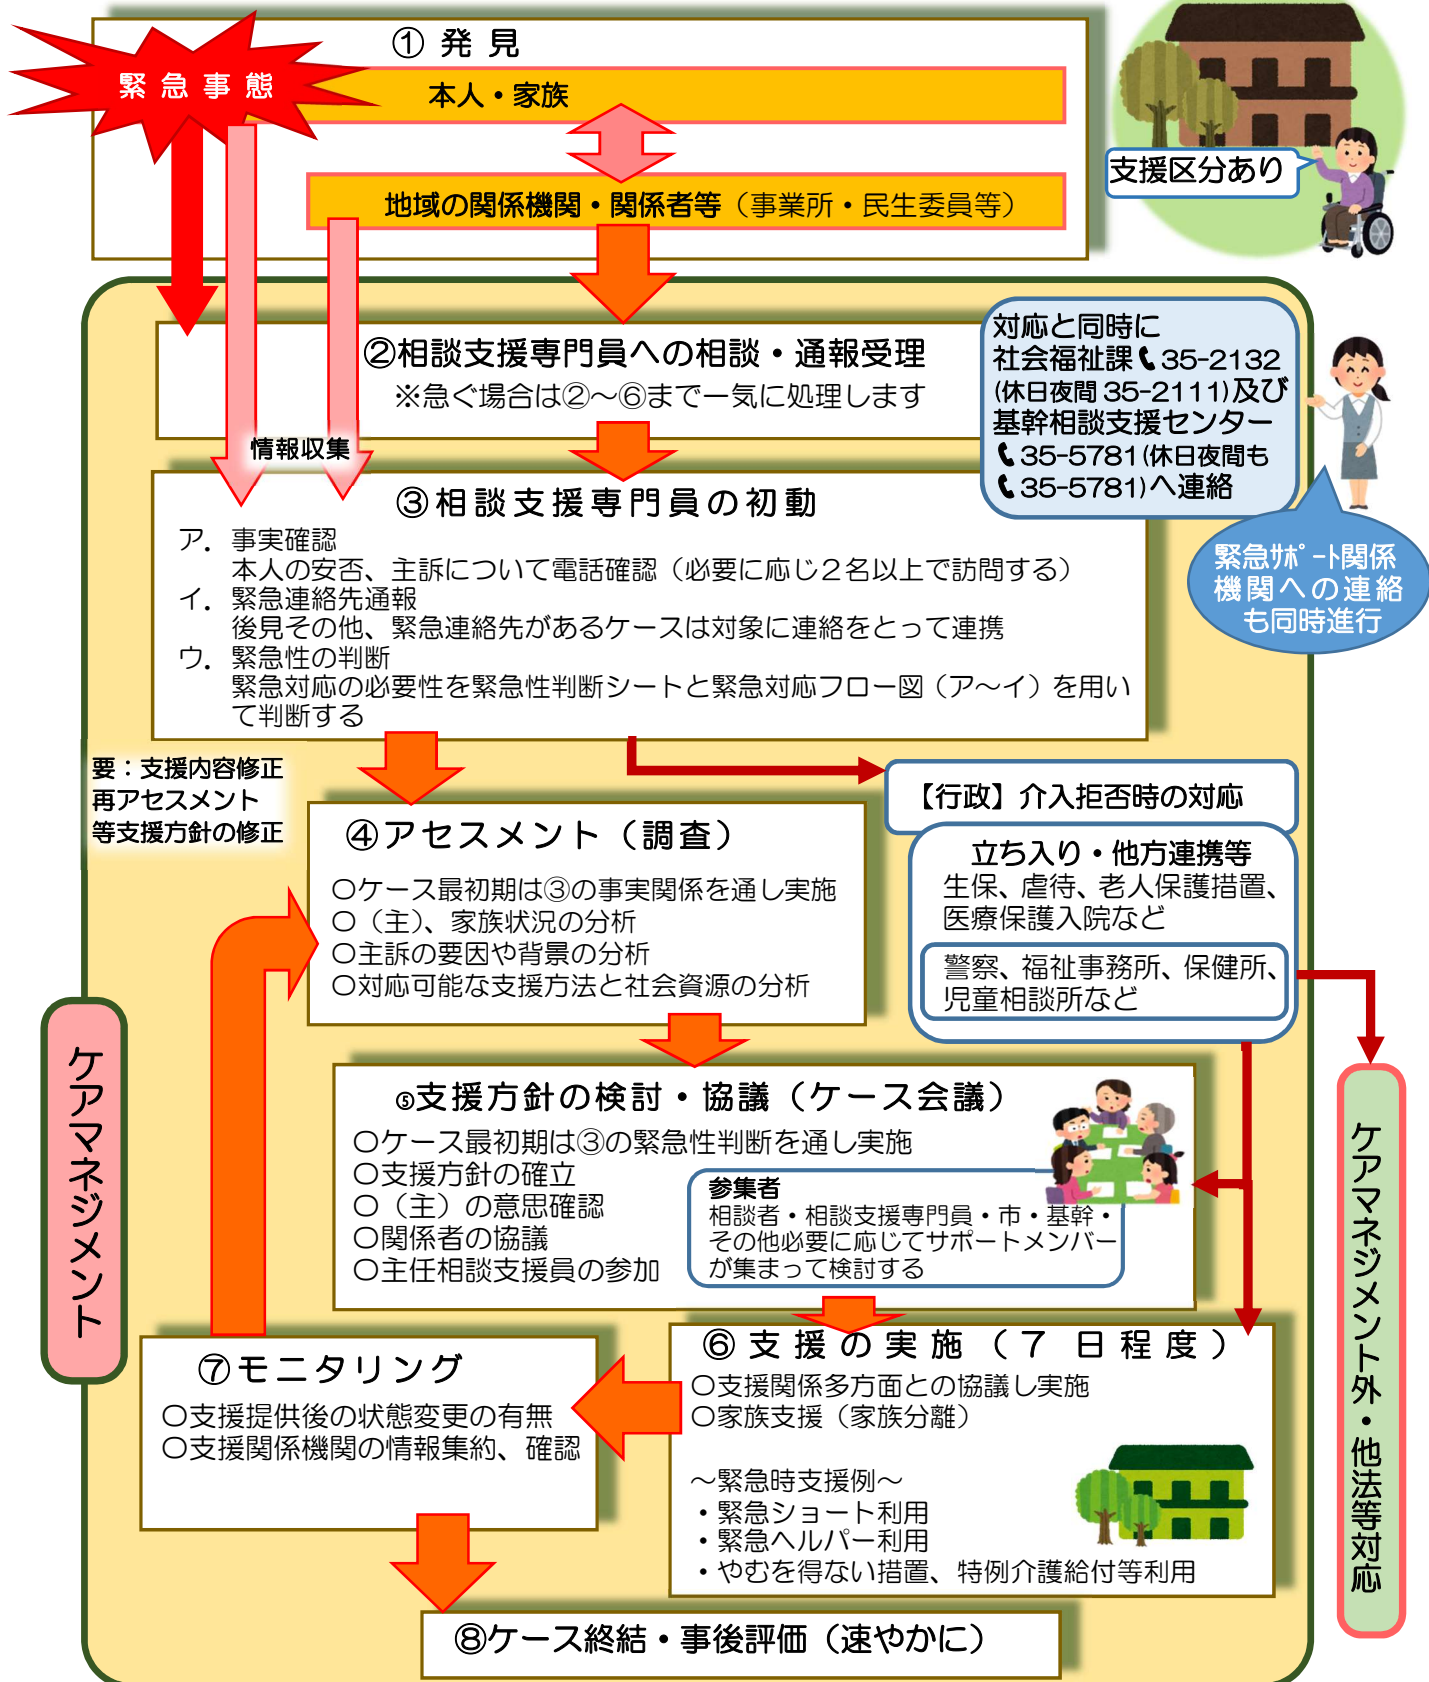 ① 発 見
緊 急 事 態
本人・家族
支援区分あり
地域の関係機関・関係者等（事業所・民生委員等）
②相談支援専門員への相談・通報受理
※急ぐ場合は②～⑥まで一気に処理します
対応と同時に
社会福祉課 35-2132
(休日夜間 35-2111)及び
基幹相談支援センター
35-5781(休日夜間も
35-5781)へ連絡
緊急ｻﾎﾟｰﾄ関係
機関への連絡
も同時進行
情報収集
③相談支援専門員の初動
ア．事実確認
本人の安否、主訴について電話確認（必要に応じ２名以上で訪問する）
イ．緊急連絡先通報
後見その他、緊急連絡先があるケースは対象に連絡をとって連携
ウ．緊急性の判断
緊急対応の必要性を緊急性判断シートと緊急対応フロー図（ア～イ）を用い
て判断する
要：支援内容修正
再アセスメント
等支援方針の修正
【行政】介入拒否時の対応
立ち入り・他方連携等
生保、虐待、老人保護措置、
医療保護入院など
警察、福祉事務所、保健所、
児童相談所など
④アセスメント（調査）
○ケース最初期は③の事実関係を通し実施
○（主）、家族状況の分析
○主訴の要因や背景の分析
○対応可能な支援方法と社会資源の分析
ケアマネジメント
⑤支援方針の検討・協議（ケース会議）
○ケース最初期は③の緊急性判断を通し実施
○支援方針の確立
○（主）の意思確認
○関係者の協議
○主任相談支援員の参加
参集者
相談者・相談支援専門員・市・基幹・
その他必要に応じてサポートメンバー
が集まって検討する
ケアマネジメント外・他法等対応
⑥支援の実施（７日程度）
○支援関係多方面との協議し実施
○家族支援（家族分離）
～緊急時支援例～
・緊急ショート利用
・緊急ヘルパー利用
・やむを得ない措置、特例介護給付等利用
⑦モニタリング
○支援提供後の状態変更の有無
○支援関係機関の情報集約、確認
⑧ケース終結・事後評価（速やかに）